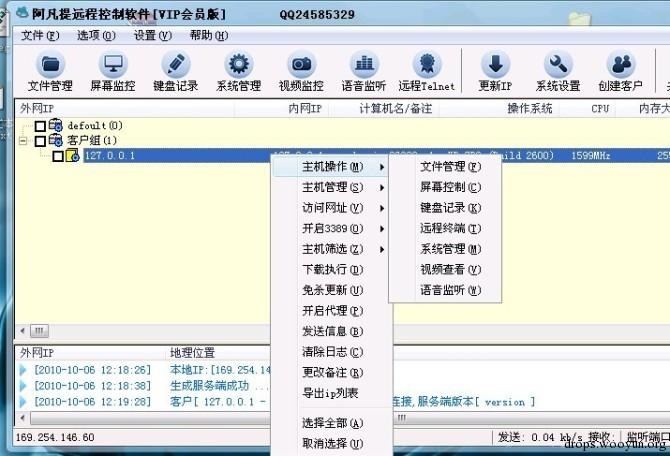 阿凡提远程控制软件[VIP会员版] QQ24585329
文件(F) 选项(O) 设置(V) 帮助(H)
文件管理 屏幕监控 键盘记录 系统管理 视频监控 语音监听 远程Telnet 更新IP 系统设置 创建客户
外网IP 内网IP 计算机名/备注 操作系统 CPU 内存大
defoult(0)
客户组(1)
127.0.0.1 (Build 2600) 1599MHz 255
主机操作(M)
主机管理(S)
访问网址(Y)
开启3389(O)
主机筛选(Z)
下载执行(D)
免杀更新(U)
开启代理(P)
发送信息(B)
清除日志(C)
更改备注(R)
导出ip列表
选择全部(A)
取消选择(U)
文件管理(F)
屏幕控制(C)
键盘记录(K)
远程终端(T)
系统管理(M)
视频查看(V)
语音监听(W)
外网IP 地理位置
[2010-10-06 12:18:26] 本地IP:[169.254.14
[2010-10-06 12:18:38] 生成服务端成功 ...
[2010-10-06 12:19:28] 客户[ 127.0.0.1 - 连接,服务端版本[ version ]
169.254.146.60 发送: 0.04 kb/s 接收: 监听端口
drops.wooyun.org